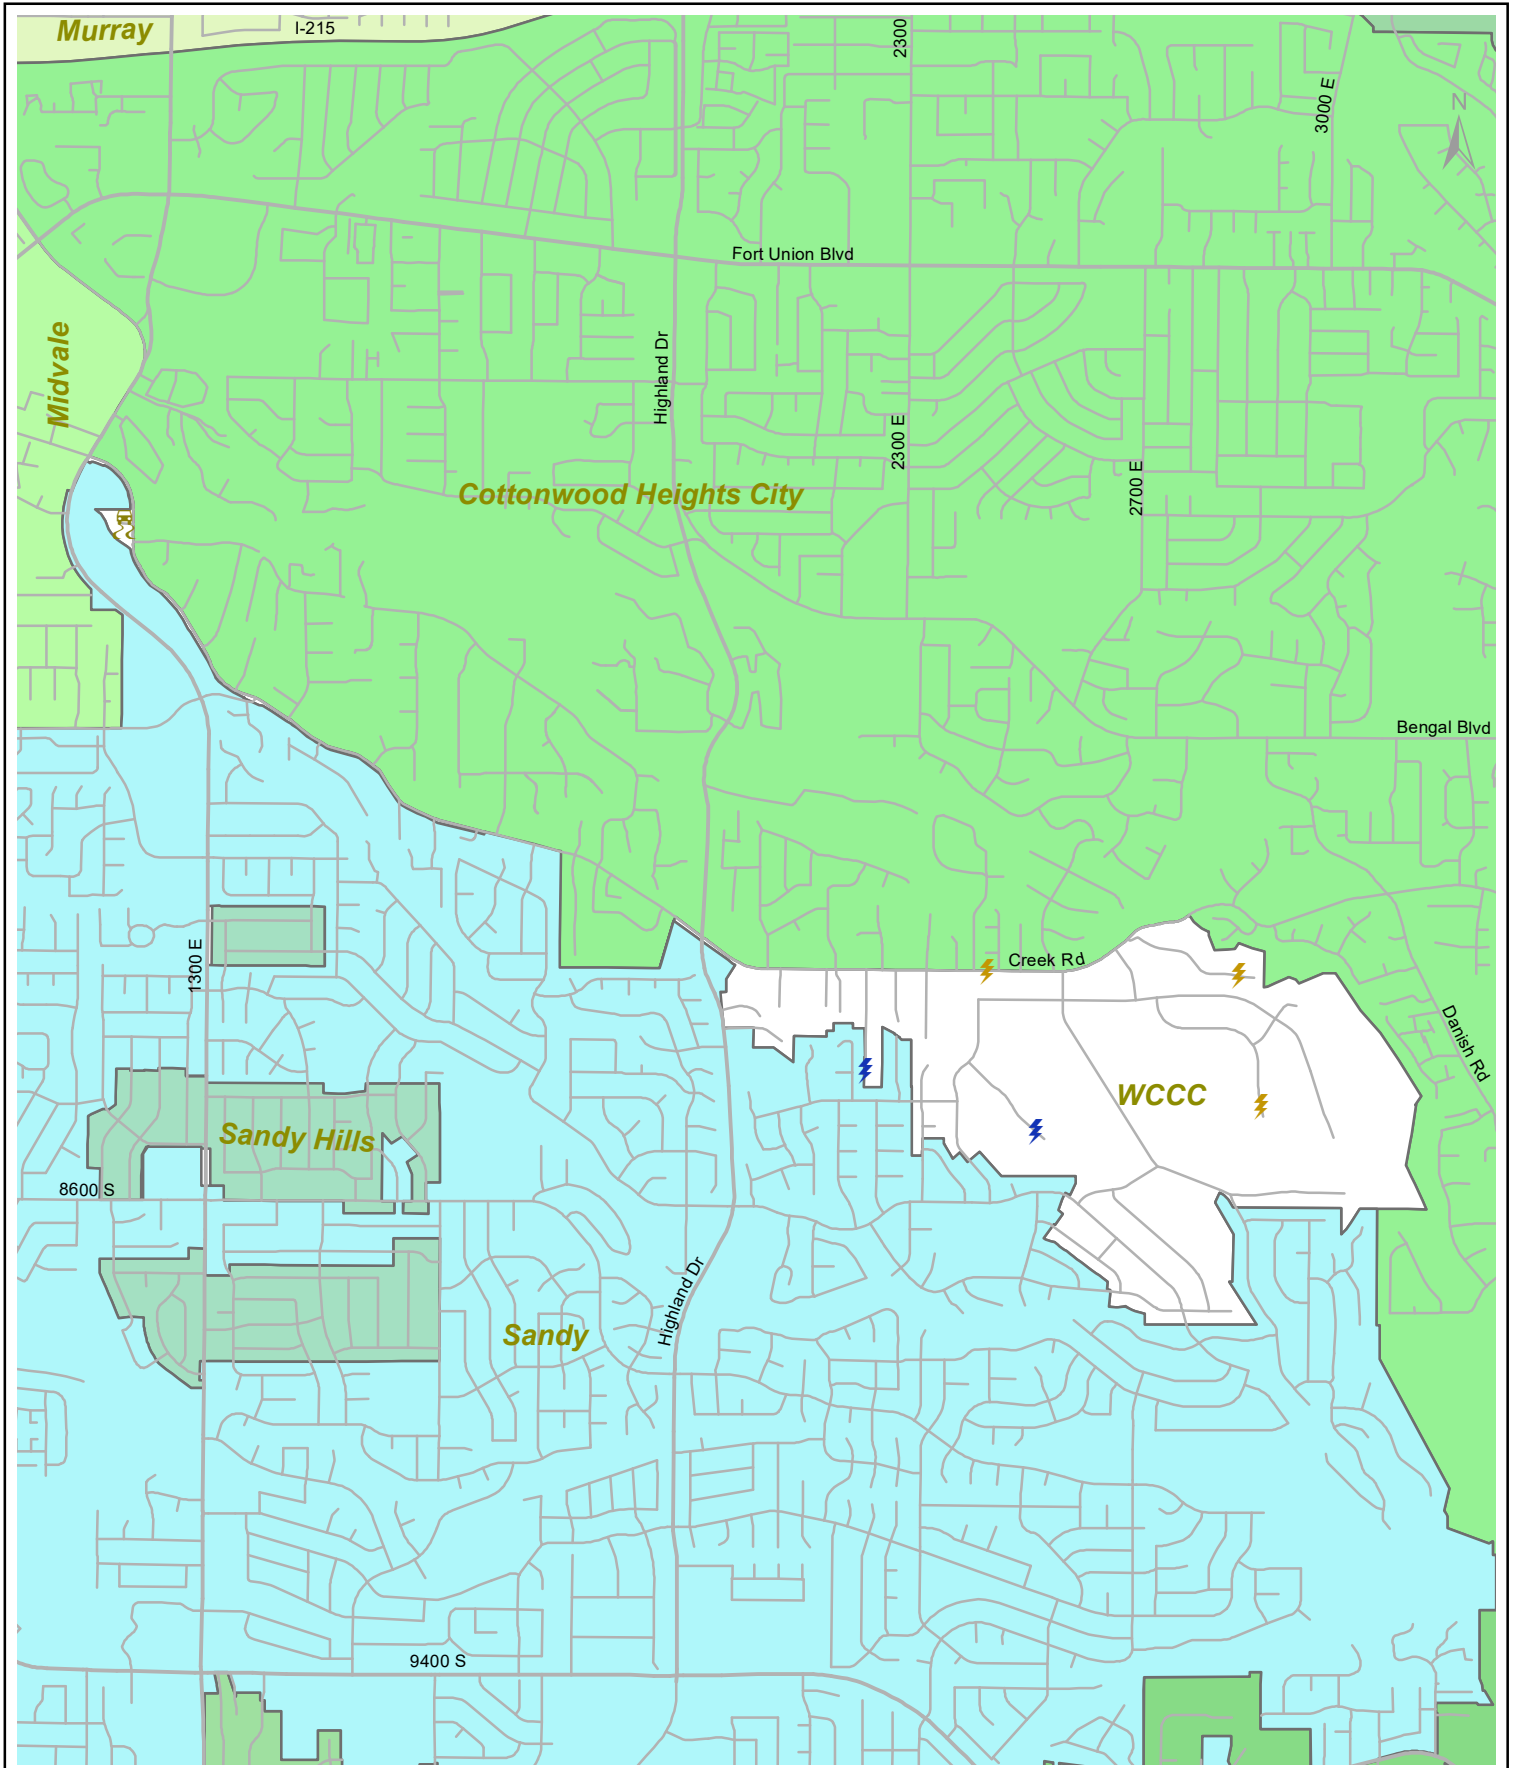 Murray
I-215
2300
3000 E
N
Fort Union Blvd
Midvale
Highland Dr
2300 E
2700 E
Cottonwood Heights City
Bengal Blvd
1300 E
Creek Rd
Danish Rd
WCCC
Sandy Hills
8600 S
Highland Dr
Sandy
9400 S